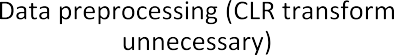 Data preprocessing (CLR transform
unnecessary)